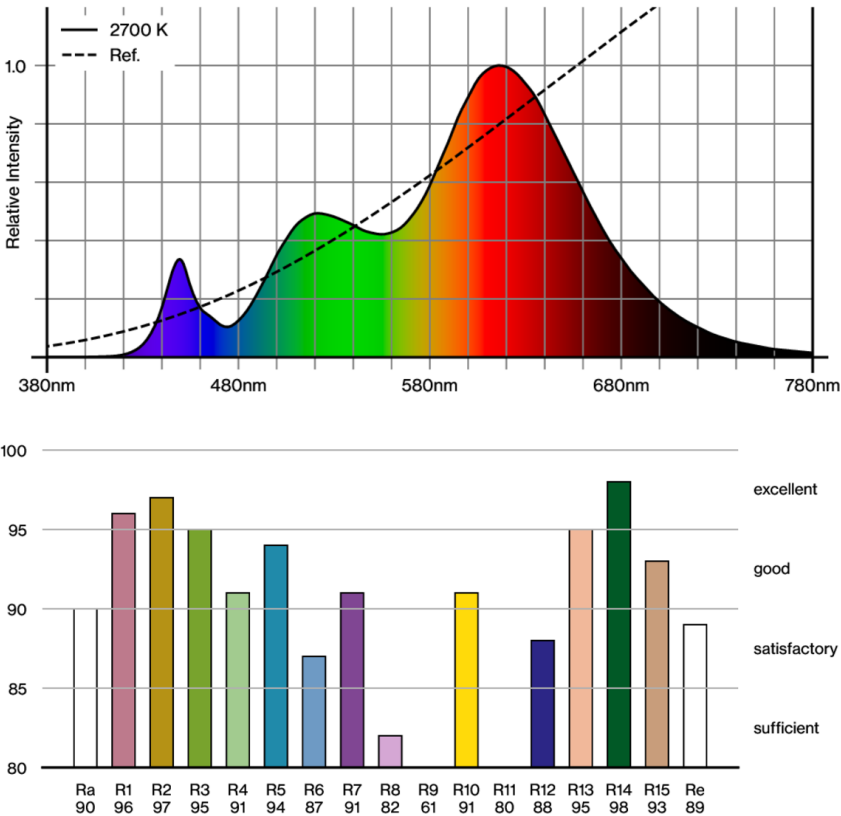 2700 K
Ref.
1.0
Relative Intensity
380nm 480nm 580nm 680nm 780nm
100
excellent
95
good
90
satisfactory
85
sufficient
80
Ra R1 R2 R3 R4 R5 R6 R7 R8 R9 R10 R11 R12 R13 R14 R15 Re
90 96 97 95 91 94 87 91 82 61 91 80 88 95 98 93 89